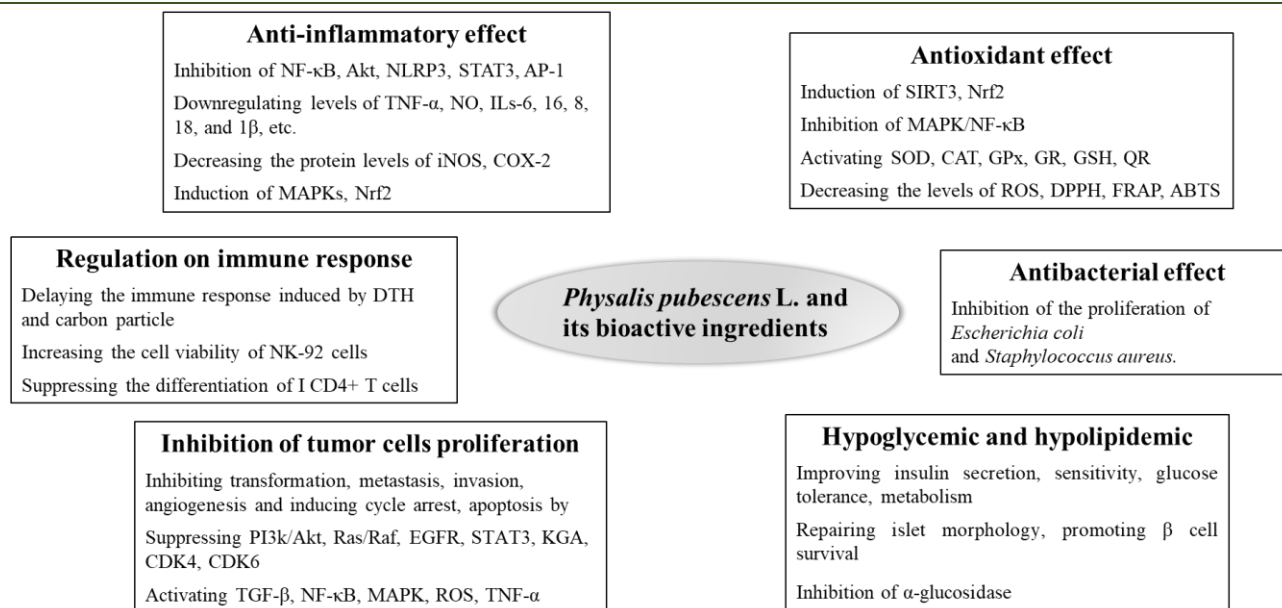 Anti-inflammatory effect
Inhibition of NF-κB, Akt, NLRP3, STAT3, AP-1
Downregulating levels of TNF-α, NO, ILs-6, 16, 8,
18, and 1β, etc.
Decreasing the protein levels of iNOS, COX-2
Induction of MAPKs, Nrf2
Antioxidant effect
Induction of SIRT3, Nrf2
Inhibition of MAPK/NF-κB
Activating SOD, CAT, GPx, GR, GSH, QR
Decreasing the levels of ROS, DPPH, FRAP, ABTS
Regulation on immune response
Delaying the immune response induced by DTH
and carbon particle
Increasing the cell viability of NK-92 cells
Suppressing the differentiation of I CD4+ T cells
Physalis pubescens L. and
its bioactive ingredients
Antibacterial effect
Inhibition of the proliferation of
Escherichia coli
and Staphylococcus aureus.
Inhibition of tumor cells proliferation
Inhibiting transformation, metastasis, invasion,
angiogenesis and inducing cycle arrest, apoptosis by
Suppressing PI3k/Akt, Ras/Raf, EGFR, STAT3, KGA,
CDK4, CDK6
Activating TGF-β, NF-κB, MAPK, ROS, TNF-α
Hypoglycemic and hypolipidemic
Improving insulin secretion, sensitivity, glucose
tolerance, metabolism
Repairing islet morphology, promoting β cell
survival
Inhibition of α-glucosidase